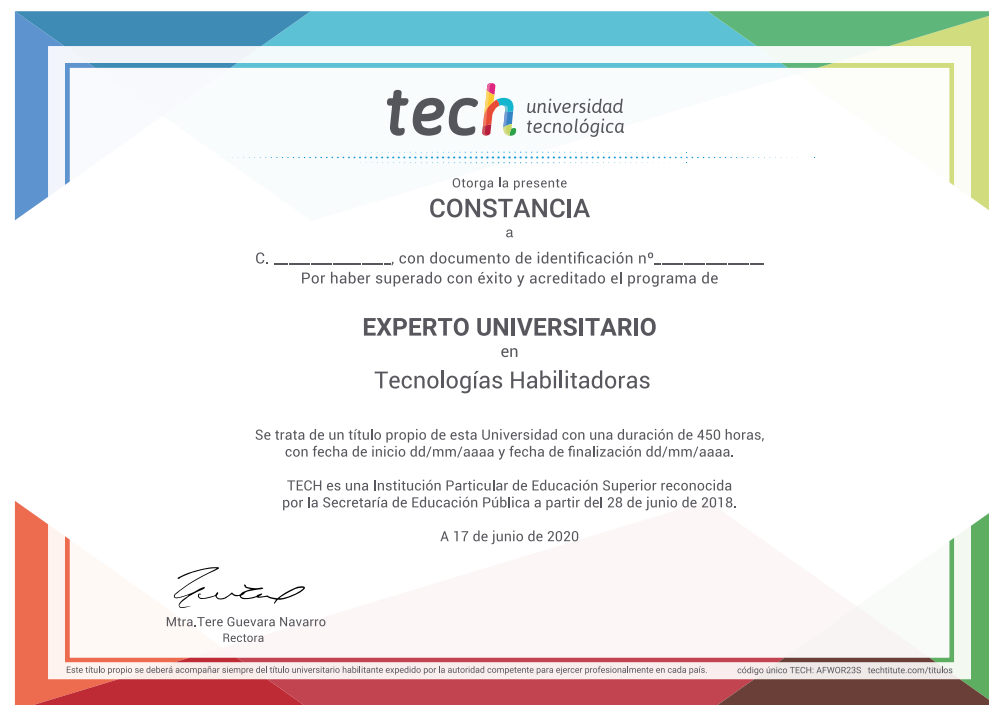 tech universidad
tecnológica
Otorga la presente
CONSTANCIA
a
C. ________________, con documento de identificación nº_______________
Por haber superado con éxito y acreditado el programa de
EXPERTO UNIVERSITARIO
en
Tecnologías Habilitadoras
Se trata de un título propio de esta Universidad con una duración de 450 horas,
con fecha de inicio dd/mm/aaaa y fecha de finalización dd/mm/aaaa.
TECH es una Institución Particular de Educación Superior reconocida
por la Secretaría de Educación Pública a partir del 28 de junio de 2018.
A 17 de junio de 2020
Mtra.Tere Guevara Navarro
Rectora
Este título propio se deberá acompañar siempre del título universitario habilitante expedido por la autoridad competente para ejercer profesionalmente en cada país. código único TECH: AFWOR23S techtitute.com/titulos